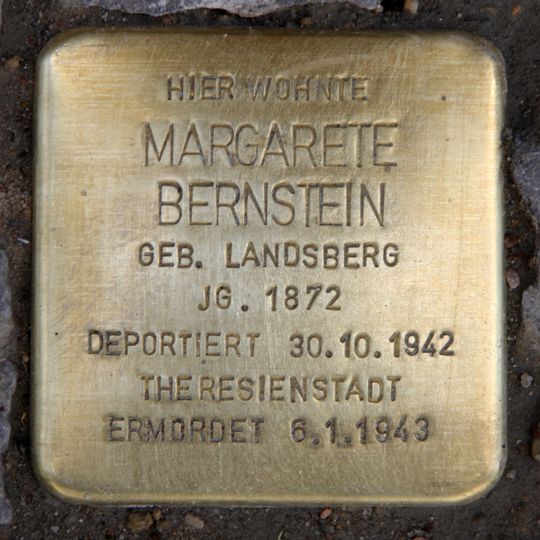 HIER WOHNTE
MARGARETE
BERNSTEIN
GEB. LANDSBERG
JG. 1872
DEPORTIERT 30.10.1942
THERESIENSTADT
ERMORDET 6.1.1943